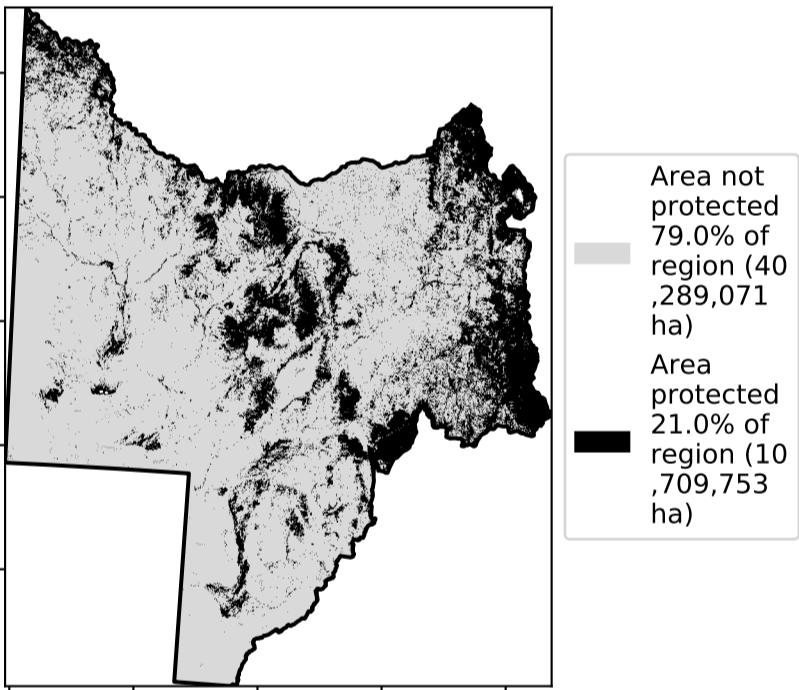 Area not
protected
79.0% of
region (40
,289,071
ha)
Area
protected
21.0% of
region (10
,709,753
ha)